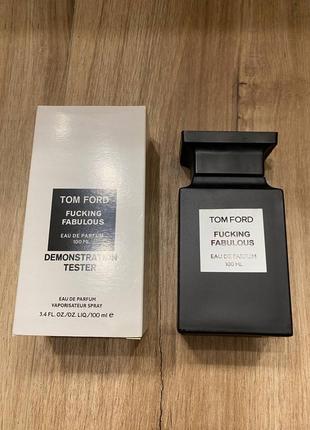 TOM FORD
FUCKING
FABULOUS
EAU DE PARFUM
100 ML
DEMONSTRATION
TESTER
EAU DE PARFUM
VAPORISATEUR SPRAY
3.4 FL. OZ./OZ. LIQ./100 ml e
TOM FORD
FUCKING
FABULOUS
EAU DE PARFUM
100 ML